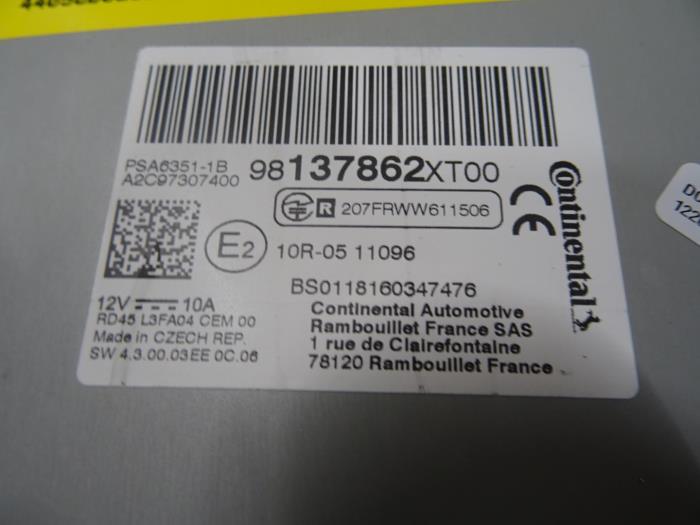 PSA6351-1B
A2C97307400
98137862XT00
R 207FRWW611506
CE
Continental
E2
10R-05 11096
BS0118160347476
12V 10A
RD45 L3FA04 CEM 00
Made in CZECH REP.
SW 4.3.00.03EE 0C.06
Continental Automotive
Rambouillet France SAS
1 rue de Clairefontaine
78120 Rambouillet France